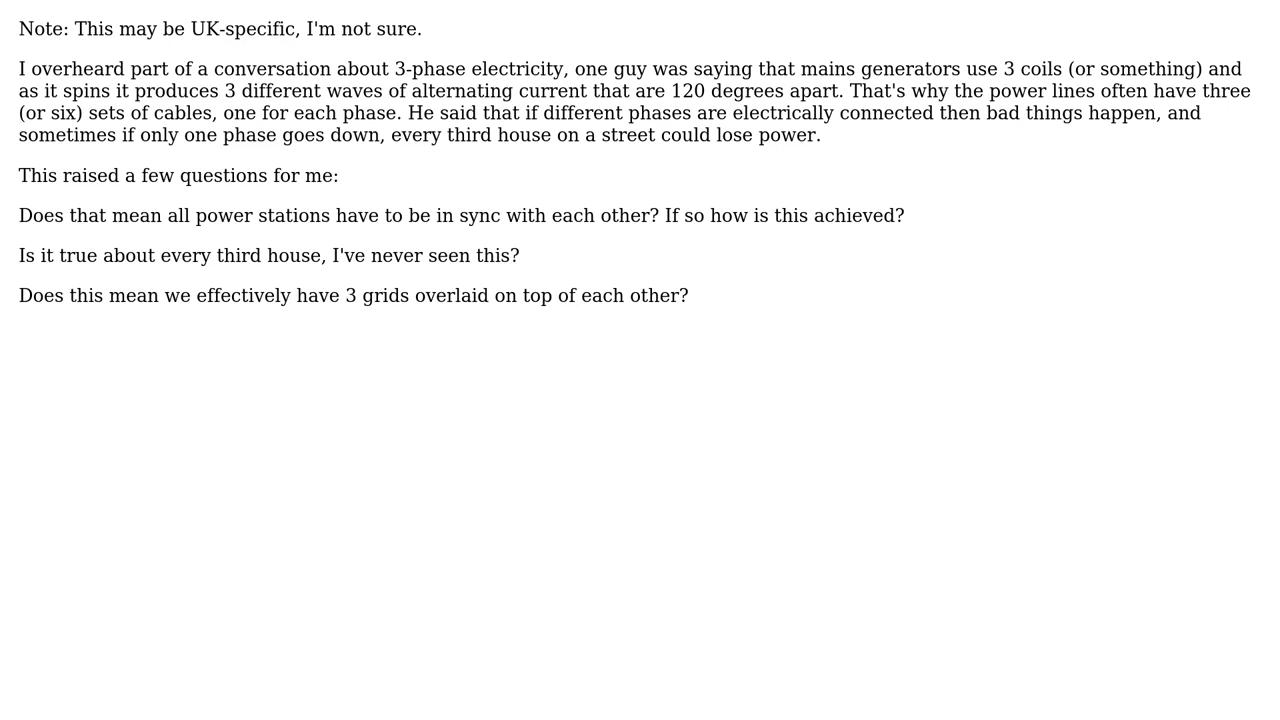 Note: This may be UK-specific, I'm not sure.
I overheard part of a conversation about 3-phase electricity, one guy was saying that mains generators use 3 coils (or something) and
as it spins it produces 3 different waves of alternating current that are 120 degrees apart. That's why the power lines often have three
(or six) sets of cables, one for each phase. He said that if different phases are electrically connected then bad things happen, and
sometimes if only one phase goes down, every third house on a street could lose power.
This raised a few questions for me:
Does that mean all power stations have to be in sync with each other? If so how is this achieved?
Is it true about every third house, I've never seen this?
Does this mean we effectively have 3 grids overlaid on top of each other?